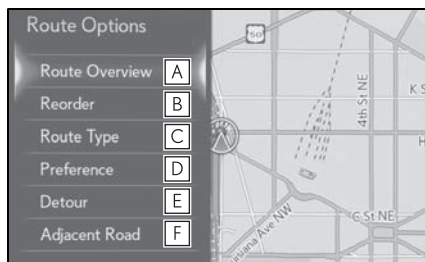 Route Options
Route Overview A
Reorder B
Route Type C
Preference D
Detour E
Adjacent Road F
50
4th St NE
K S
H
C St NE
isiana Ave NW